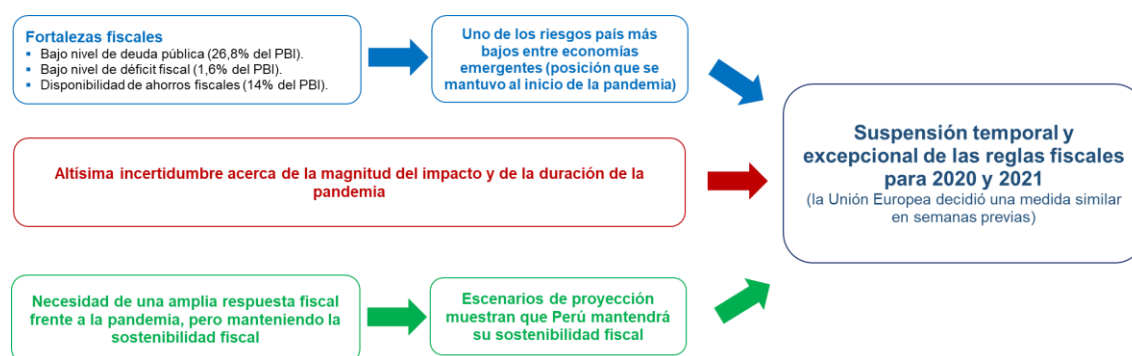 Fortalezas fiscales
▪ Bajo nivel de deuda pública (26,8% del PBI).
▪ Bajo nivel de déficit fiscal (1,6% del PBI).
▪ Disponibilidad de ahorros fiscales (14% del PBI).
Uno de los riesgos país más
bajos entre economías
emergentes (posición que se
mantuvo al inicio de la pandemia)
Altísima incertidumbre acerca de la magnitud del impacto y de la duración de la
pandemia
Necesidad de una amplia respuesta fiscal
frente a la pandemia, pero manteniendo la
sostenibilidad fiscal
Escenarios de proyección
muestran que Perú mantendrá
su sostenibilidad fiscal
Suspensión temporal y
excepcional de las reglas fiscales
para 2020 y 2021
(la Unión Europea decidió una medida similar
en semanas previas)